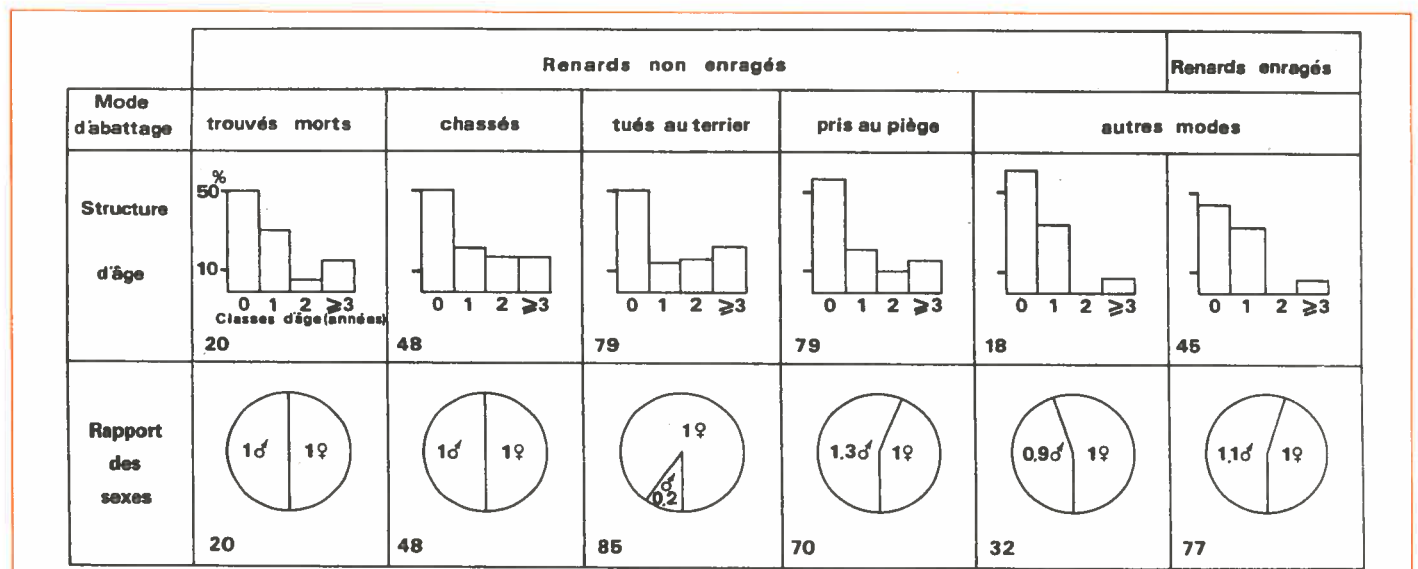 Renards non enragés
Renards enragés
Mode d'abattage
trouvés morts
chassés
tués au terrier
pris au piège
autres modes
Structure d'âge
%
50
10
0 1 2 ⩾3
Classes d'âge(années)
20
0 1 2 ⩾3
48
0 1 2 ⩾3
79
0 1 2 ⩾3
79
0 1 2 ⩾3
18
0 1 2 ⩾3
45
Rapport des sexes
1♂ 1♀
20
1♂ 1♀
48
1♀
♂
0.2
85
1.3♂ 1♀
70
0,9♂ 1♀
32
1,1♂ 1♀
77